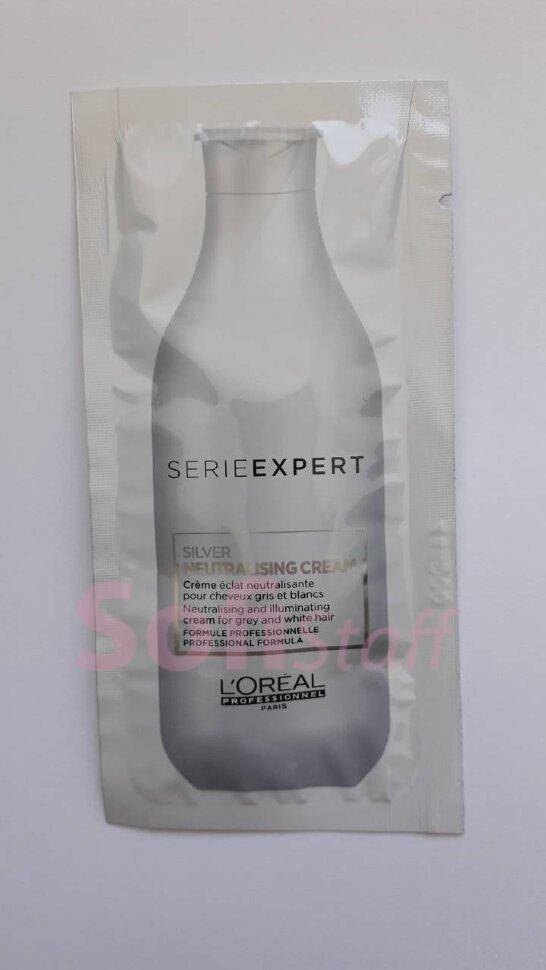 SERIEEXPERT
SILVER
NEUTRALISING CREAM
Crème éclat neutralisante
pour cheveux gris et blancs
Neutralising and illuminating
cream for grey and white hair
FORMULE PROFESSIONNELLE
PROFESSIONAL FORMULA
SonStaff
L'ORÉAL
PROFESSIONNEL
PARIS